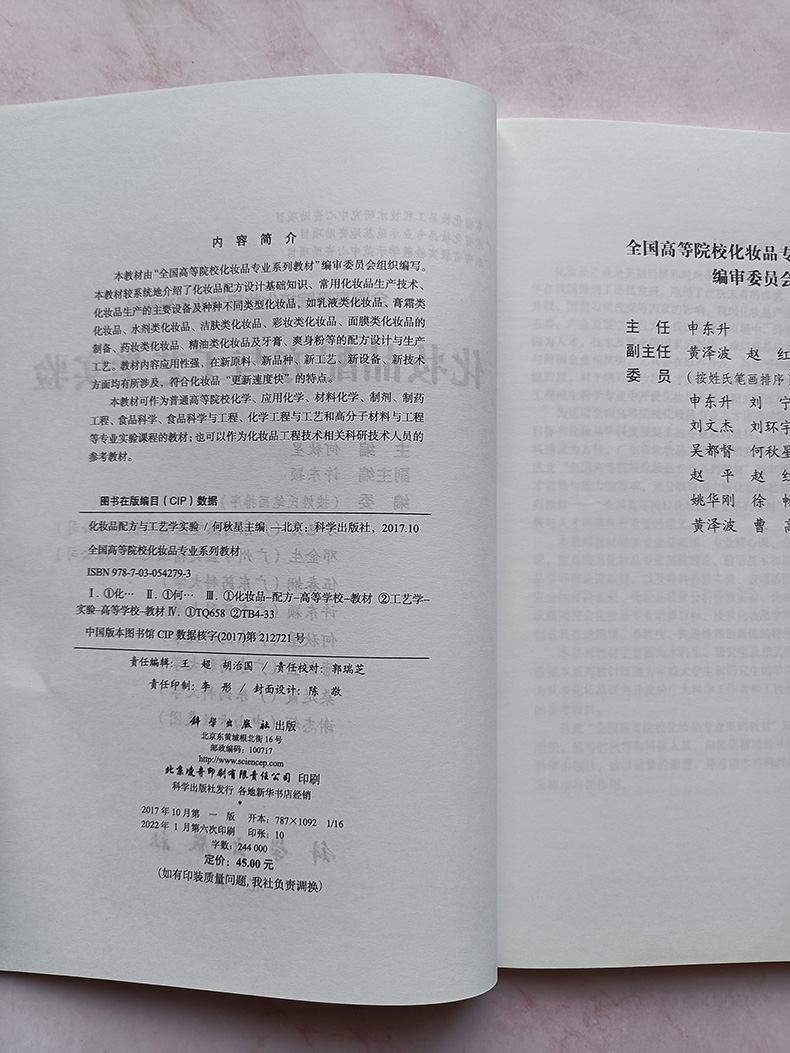 内 容 简 介
本教材由“全国高等院校化妆品专业系列教材”编审委员会组织编写。
本教材较系统地介绍了化妆品配方设计基础知识、常用化妆品生产技术、
化妆品生产的主要设备及种种不同类型化妆品，如乳液类化妆品、膏霜类
化妆品、水剂类化妆品、洁肤类化妆品、彩妆类化妆品、面膜类化妆品的
制备、药妆类化妆品、精油类化妆品及牙膏、爽身粉等的配方设计与生产
工艺。教材内容应用性强，在新原料、新品种、新工艺、新设备、新技术
方面均有所涉及，符合化妆品“更新速度快”的特点。
本教材可作为普通高等院校化学、应用化学、材料化学、制剂、制药
工程、食品科学、食品科学与工程、化学工程与工艺和高分子材料与工程
等专业实验课程的教材；也可以作为化妆品工程技术相关科研技术人员的
参考教材。
图书在版编目（CIP）数据
化妆品配方与工艺学实验 / 何秋星主编. —北京：科学出版社，2017.10
全国高等院校化妆品专业系列教材
ISBN 978-7-03-054279-3
Ⅰ. ①化… Ⅱ. ①何… Ⅲ. ①化妆品–配方–高等学校–教材 ②工艺学–
实验–高等学校–教材 Ⅳ. ①TQ658 ②TB4-33
中国版本图书馆 CIP 数据核字(2017)第 212721 号
责任编辑：王 超 胡治国 / 责任校对：郭瑞芝
责任印制：李 彤 / 封面设计：陈 敬
科学出版社 出版
北京东黄城根北街 16 号
邮政编码：100717
http://www.sciencep.com
北京凌奇印刷有限责任公司 印刷
科学出版社发行 各地新华书店经销
*
2017 年 10 月第 一 版 开本：787×1092 1/16
2022 年 1 月第六次印刷 印张：10
字数：244 000
定价：45.00 元
(如有印装质量问题,我社负责调换)
全国高等院校化妆品专
编审委员会
主 任 申东升
副主任 黄泽波 赵 红
委 员 (按姓氏笔画排序)
申东升 刘 宁
刘文杰 刘环宇
吴都督 何秋星
赵 平 赵 红
姚华刚 徐 畅
黄泽波 曹 高